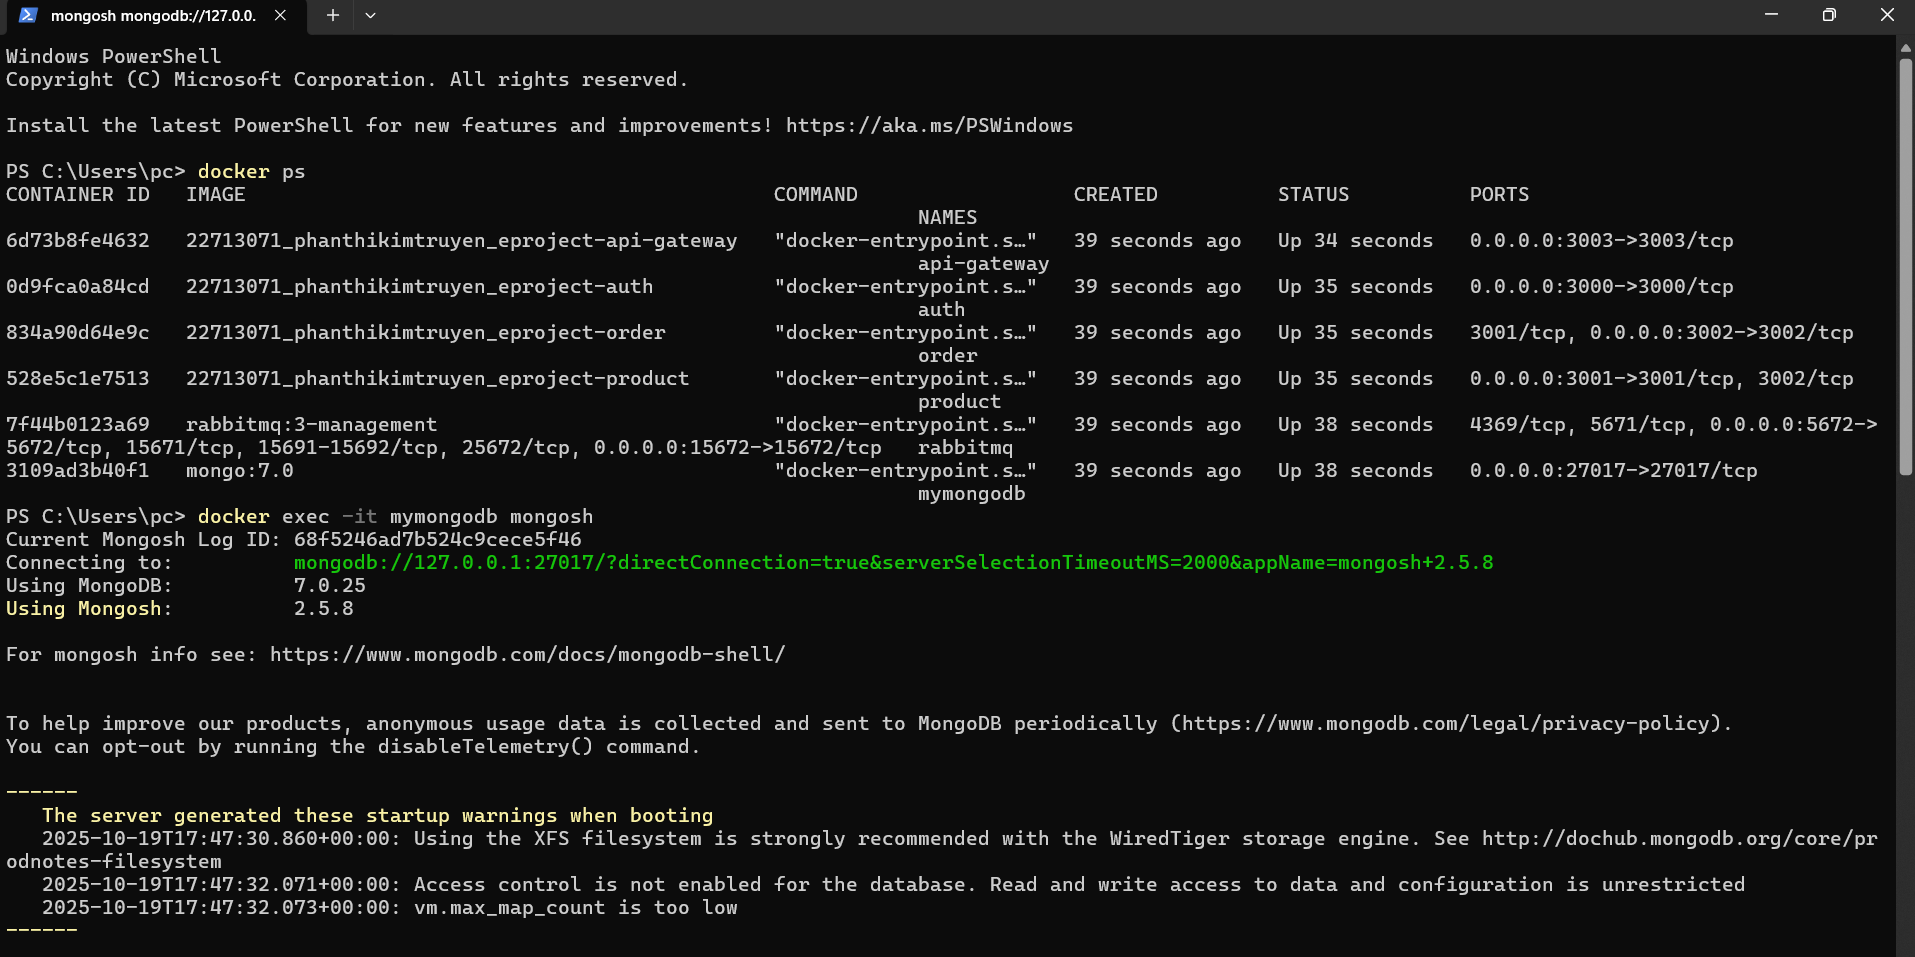 mongosh mongodb://127.0.0.
Windows PowerShell
Copyright (C) Microsoft Corporation. All rights reserved.
Install the latest PowerShell for new features and improvements! https://aka.ms/PSWindows
PS C:\Users\pc> docker ps
CONTAINER ID   IMAGE                                            COMMAND                  CREATED          STATUS          PORTS
NAMES
6d73b8fe4632   22713071_phanthikimtruyen_eproject-api-gateway   "docker-entrypoint.s…"   39 seconds ago   Up 34 seconds   0.0.0.0:3003->3003/tcp
api-gateway
0d9fca0a84cd   22713071_phanthikimtruyen_eproject-auth          "docker-entrypoint.s…"   39 seconds ago   Up 35 seconds   0.0.0.0:3000->3000/tcp
auth
834a90d64e9c   22713071_phanthikimtruyen_eproject-order         "docker-entrypoint.s…"   39 seconds ago   Up 35 seconds   3001/tcp, 0.0.0.0:3002->3002/tcp
order
528e5c1e7513   22713071_phanthikimtruyen_eproject-product       "docker-entrypoint.s…"   39 seconds ago   Up 35 seconds   0.0.0.0:3001->3001/tcp, 3002/tcp
product
7f44b0123a69   rabbitmq:3-management                            "docker-entrypoint.s…"   39 seconds ago   Up 38 seconds   4369/tcp, 5671/tcp, 0.0.0.0:5672->
5672/tcp, 15671/tcp, 15691-15692/tcp, 25672/tcp, 0.0.0.0:15672->15672/tcp   rabbitmq
3109ad3b40f1   mongo:7.0                                        "docker-entrypoint.s…"   39 seconds ago   Up 38 seconds   0.0.0.0:27017->27017/tcp
mymongodb
PS C:\Users\pc> docker exec -it mymongodb mongosh
Current Mongosh Log ID: 68f5246ad7b524c9cece5f46
Connecting to:          mongodb://127.0.0.1:27017/?directConnection=true&serverSelectionTimeoutMS=2000&appName=mongosh+2.5.8
Using MongoDB:          7.0.25
Using Mongosh:          2.5.8
For mongosh info see: https://www.mongodb.com/docs/mongodb-shell/
To help improve our products, anonymous usage data is collected and sent to MongoDB periodically (https://www.mongodb.com/legal/privacy-policy).
You can opt-out by running the disableTelemetry() command.
------
The server generated these startup warnings when booting
2025-10-19T17:47:30.860+00:00: Using the XFS filesystem is strongly recommended with the WiredTiger storage engine. See http://dochub.mongodb.org/core/pr
odnotes-filesystem
2025-10-19T17:47:32.071+00:00: Access control is not enabled for the database. Read and write access to data and configuration is unrestricted
2025-10-19T17:47:32.073+00:00: vm.max_map_count is too low
------